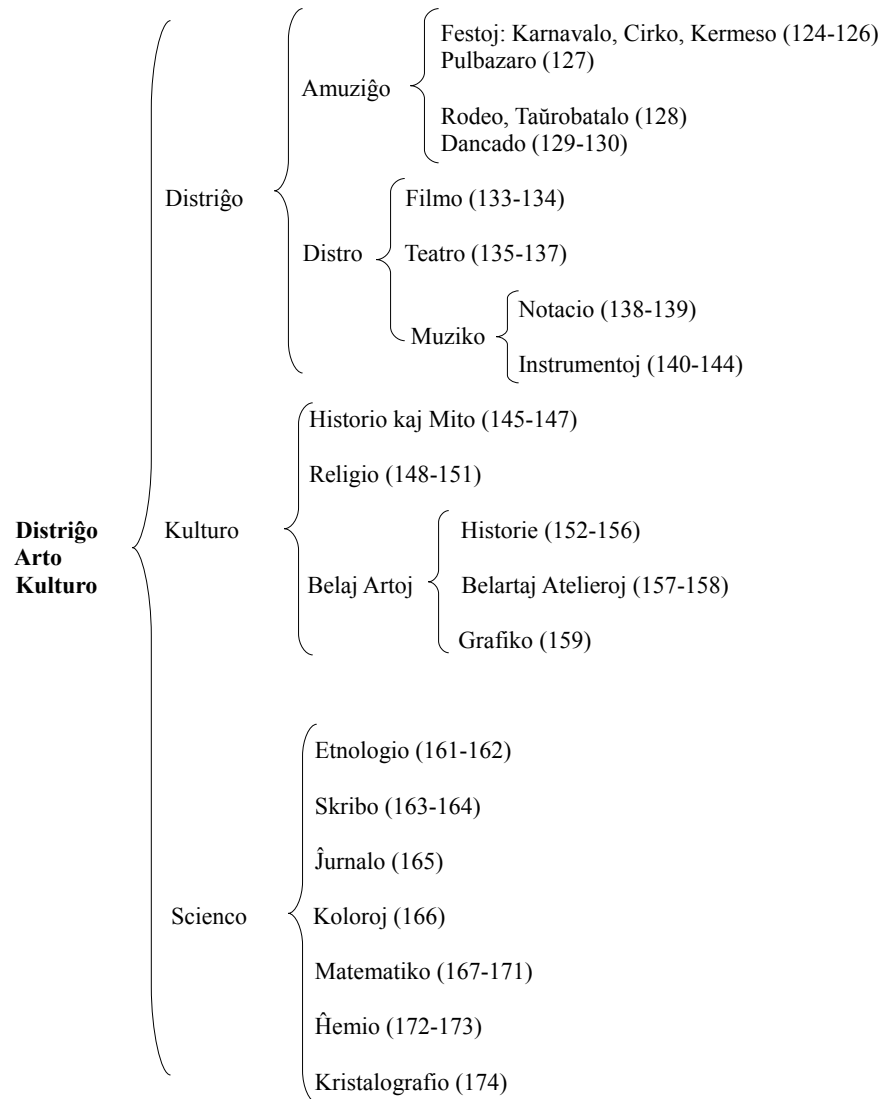 Distriĝo
Arto
Kulturo
Distriĝo
Amuziĝo
Festoj: Karnavalo, Cirko, Kermeso (124-126)
Pulbazaro (127)
Rodeo, Taŭrobatalo (128)
Dancado (129-130)
Distro
Filmo (133-134)
Teatro (135-137)
Muziko
Notacio (138-139)
Instrumentoj (140-144)
Kulturo
Historio kaj Mito (145-147)
Religio (148-151)
Belaj Artoj
Historie (152-156)
Belartaj Atelieroj (157-158)
Grafiko (159)
Scienco
Etnologio (161-162)
Skribo (163-164)
Ĵurnalo (165)
Koloroj (166)
Matematiko (167-171)
Ĥemio (172-173)
Kristalografio (174)